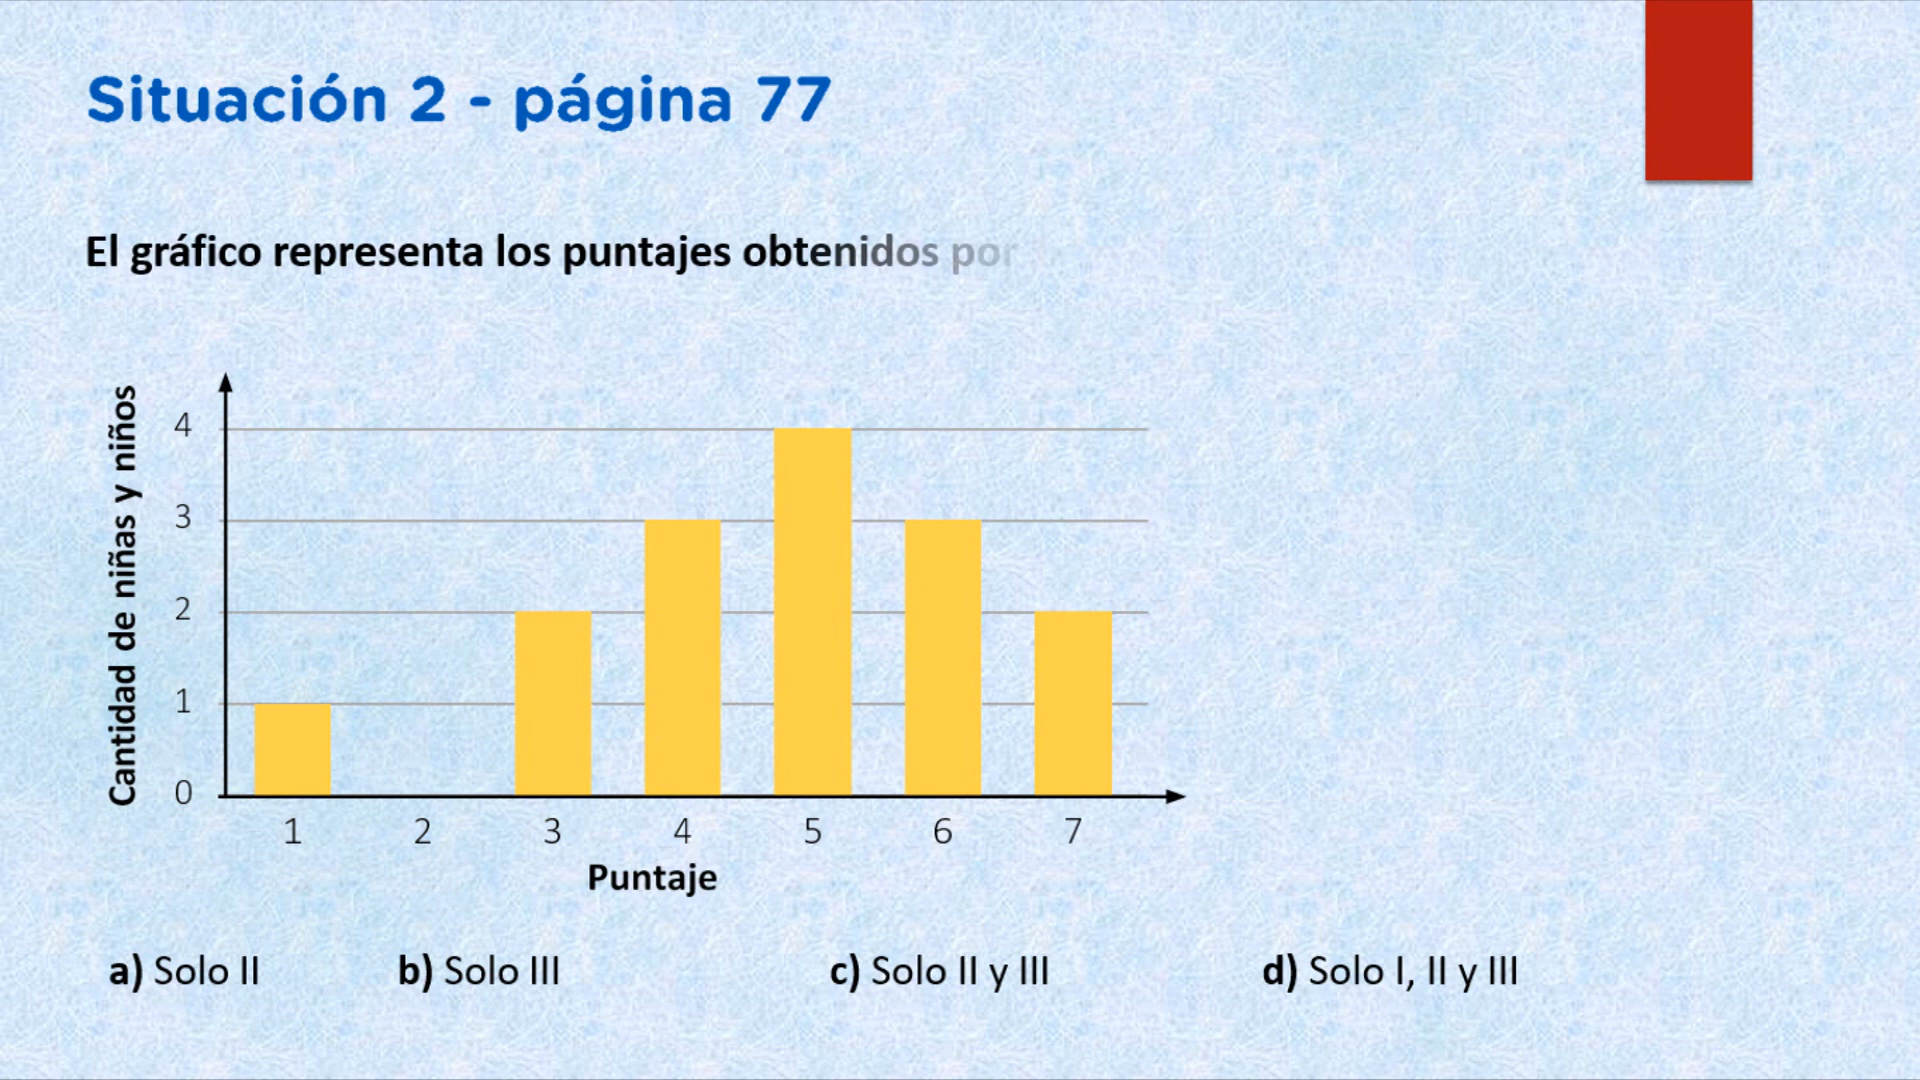 Situación 2 - página 77
El gráfico representa los puntajes obtenidos por
Cantidad de niñas y niños
4
3
2
1
0
1 2 3 4 5 6 7
Puntaje
a) Solo II b) Solo III c) Solo II y III d) Solo I, II y III